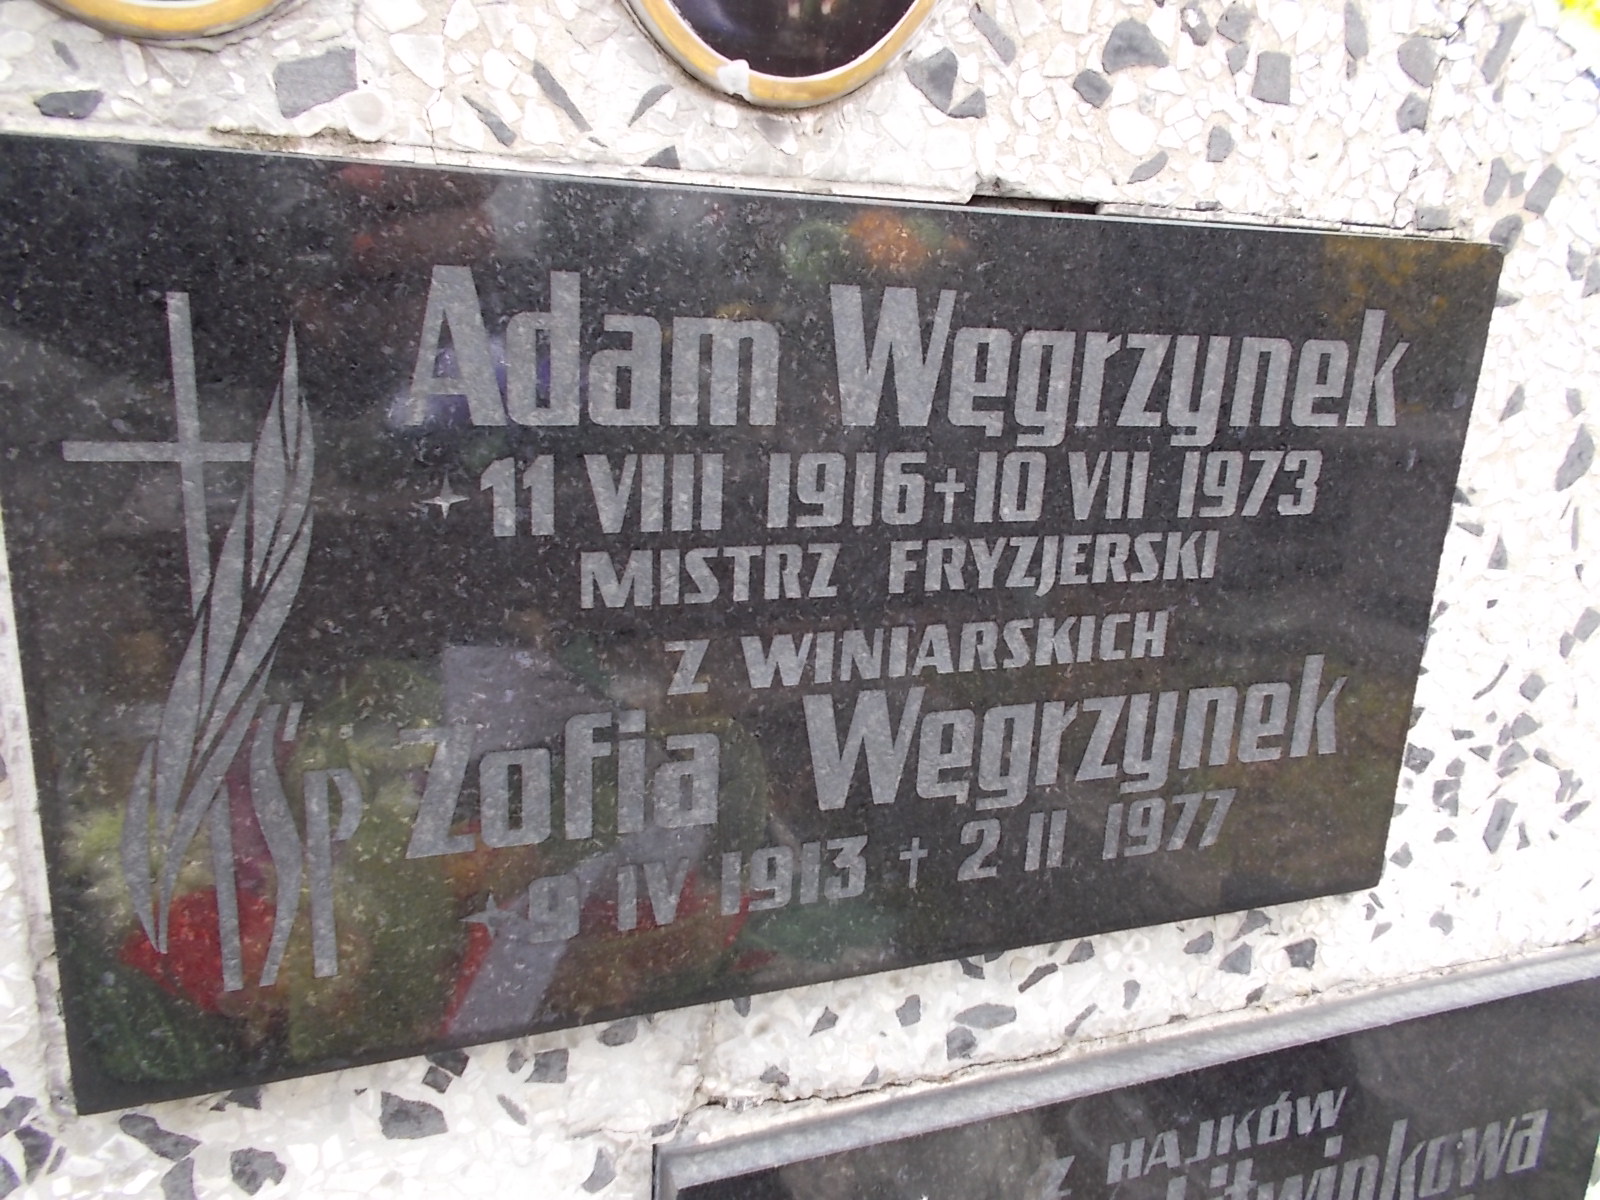 Adam Węgrzynek
11 VIII 1916 + 10 VII 1973
MISTRZ FRYZJERSKI
Z WINIARSKICH
Zofia Węgrzynek
9 IV 1913 + 2 II 1977
ŚP
Z HAJKÓW